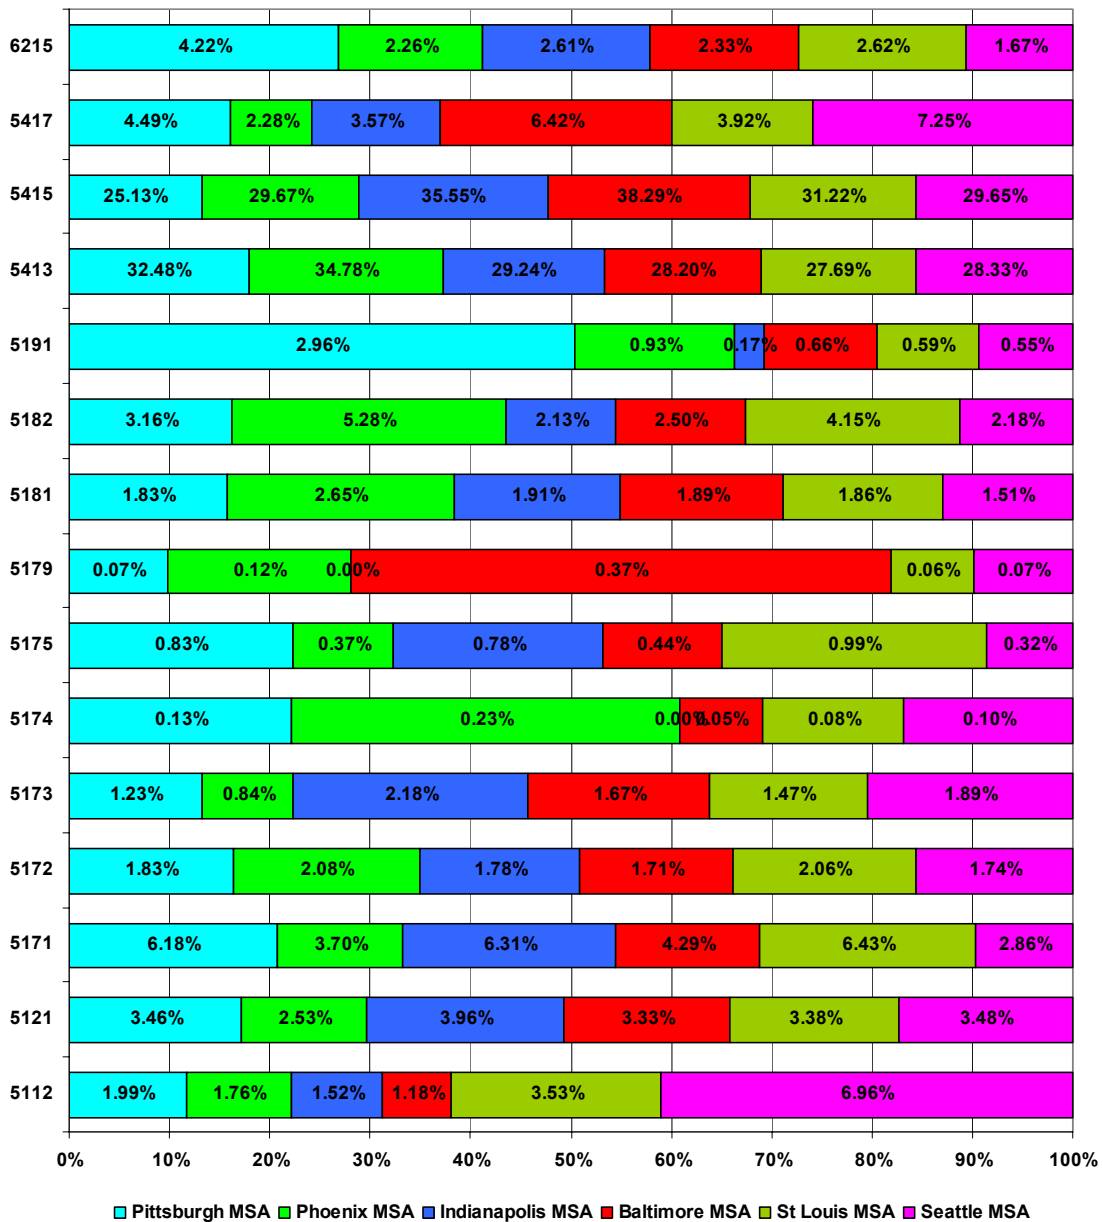 6215 4.22% 2.26% 2.61% 2.33% 2.62% 1.67%
5417 4.49% 2.28% 3.57% 6.42% 3.92% 7.25%
5415 25.13% 29.67% 35.55% 38.29% 31.22% 29.65%
5413 32.48% 34.78% 29.24% 28.20% 27.69% 28.33%
5191 2.96% 0.93% 0.17% 0.66% 0.59% 0.55%
5182 3.16% 5.28% 2.13% 2.50% 4.15% 2.18%
5181 1.83% 2.65% 1.91% 1.89% 1.86% 1.51%
5179 0.07% 0.12% 0.00% 0.37% 0.06% 0.07%
5175 0.83% 0.37% 0.78% 0.44% 0.99% 0.32%
5174 0.13% 0.23% 0.00% 0.05% 0.08% 0.10%
5173 1.23% 0.84% 2.18% 1.67% 1.47% 1.89%
5172 1.83% 2.08% 1.78% 1.71% 2.06% 1.74%
5171 6.18% 3.70% 6.31% 4.29% 6.43% 2.86%
5121 3.46% 2.53% 3.96% 3.33% 3.38% 3.48%
5112 1.99% 1.76% 1.52% 1.18% 3.53% 6.96%
0% 10% 20% 30% 40% 50% 60% 70% 80% 90% 100%
Pittsburgh MSA Phoenix MSA Indianapolis MSA Baltimore MSA St Louis MSA Seattle MSA